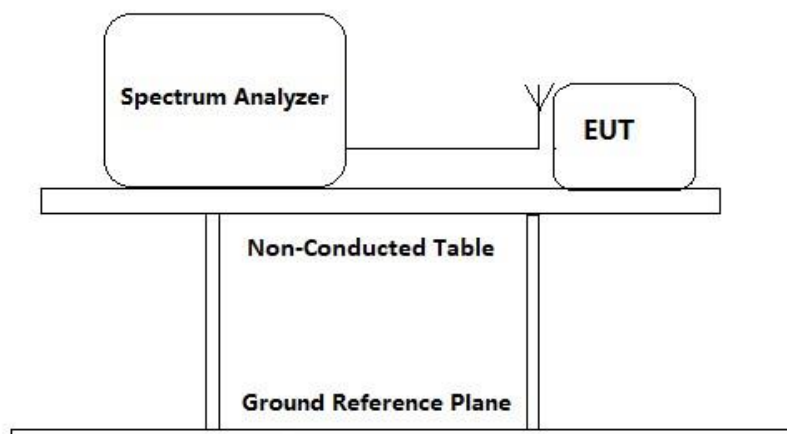 Spectrum Analyzer
EUT
Non-Conducted Table
Ground Reference Plane